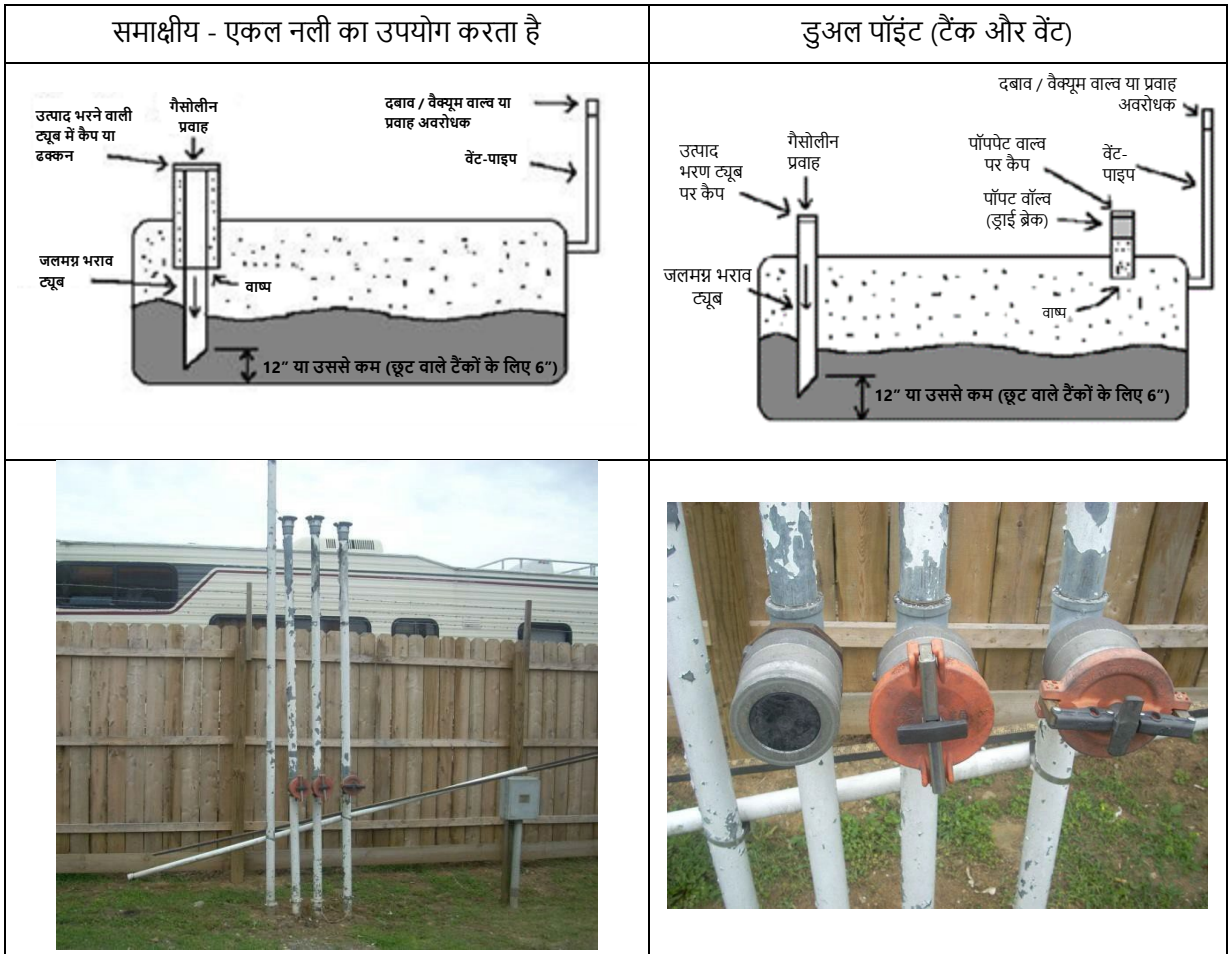 समाक्षीय - एकल नली का उपयोग करता है
डुअल पॉइंट (टैंक और वेंट)
उत्पाद भरने वाली
ट्यूब में कैप या
ढक्कन
गैसोलीन
प्रवाह
दबाव / वैक्यूम वाल्व या
प्रवाह अवरोधक
वेंट-पाइप
जलमग्न भराव
ट्यूब
वाष्प
12” या उससे कम (छूट वाले टैंकों के लिए 6”)
दबाव / वैक्यूम वाल्व या प्रवाह
अवरोधक
उत्पाद
भरण ट्यूब
पर कैप
गैसोलीन
प्रवाह
पॉपपेट वाल्व
पर कैप
वेंट-
पाइप
पॉपट वॉल्व
(ड्राई ब्रेक)
जलमग्न भराव
ट्यूब
वाष्प
12” या उससे कम (छूट वाले टैंकों के लिए 6”)